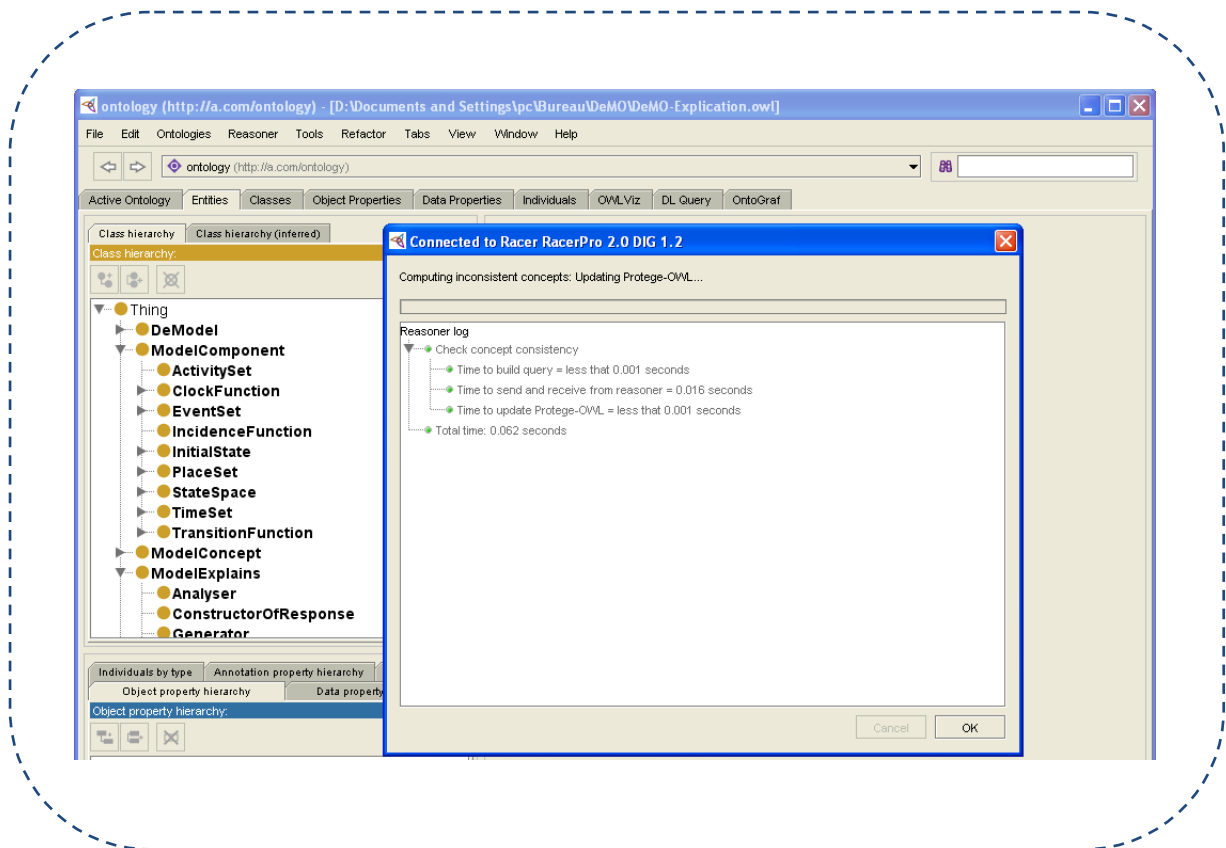 ontology (http://a.com/ontology) - [D:\Documents and Settings\pc\Bureau\DeMO\DeMO-Explication.owl]
File Edit Ontologies Reasoner Tools Refactor Tabs View Window Help
ontology (http://a.com/ontology)
Active Ontology Entities Classes Object Properties Data Properties Individuals OWLViz DL Query OntoGraf
Class hierarchy Class hierarchy (inferred)
Class hierarchy:
Thing
DeModel
ModelComponent
ActivitySet
ClockFunction
EventSet
IncidenceFunction
InitialState
PlaceSet
StateSpace
TimeSet
TransitionFunction
ModelConcept
ModelExplains
Analyser
ConstructorOfResponse
Generator
Individuals by type Annotation property hierarchy
Object property hierarchy Data property
Object property hierarchy:
Connected to Racer RacerPro 2.0 DIG 1.2
Computing inconsistent concepts: Updating Protege-OWL...
Reasoner log
Check concept consistency
Time to build query = less that 0.001 seconds
Time to send and receive from reasoner = 0.016 seconds
Time to update Protege-OWL = less that 0.001 seconds
Total time: 0.062 seconds
Cancel OK